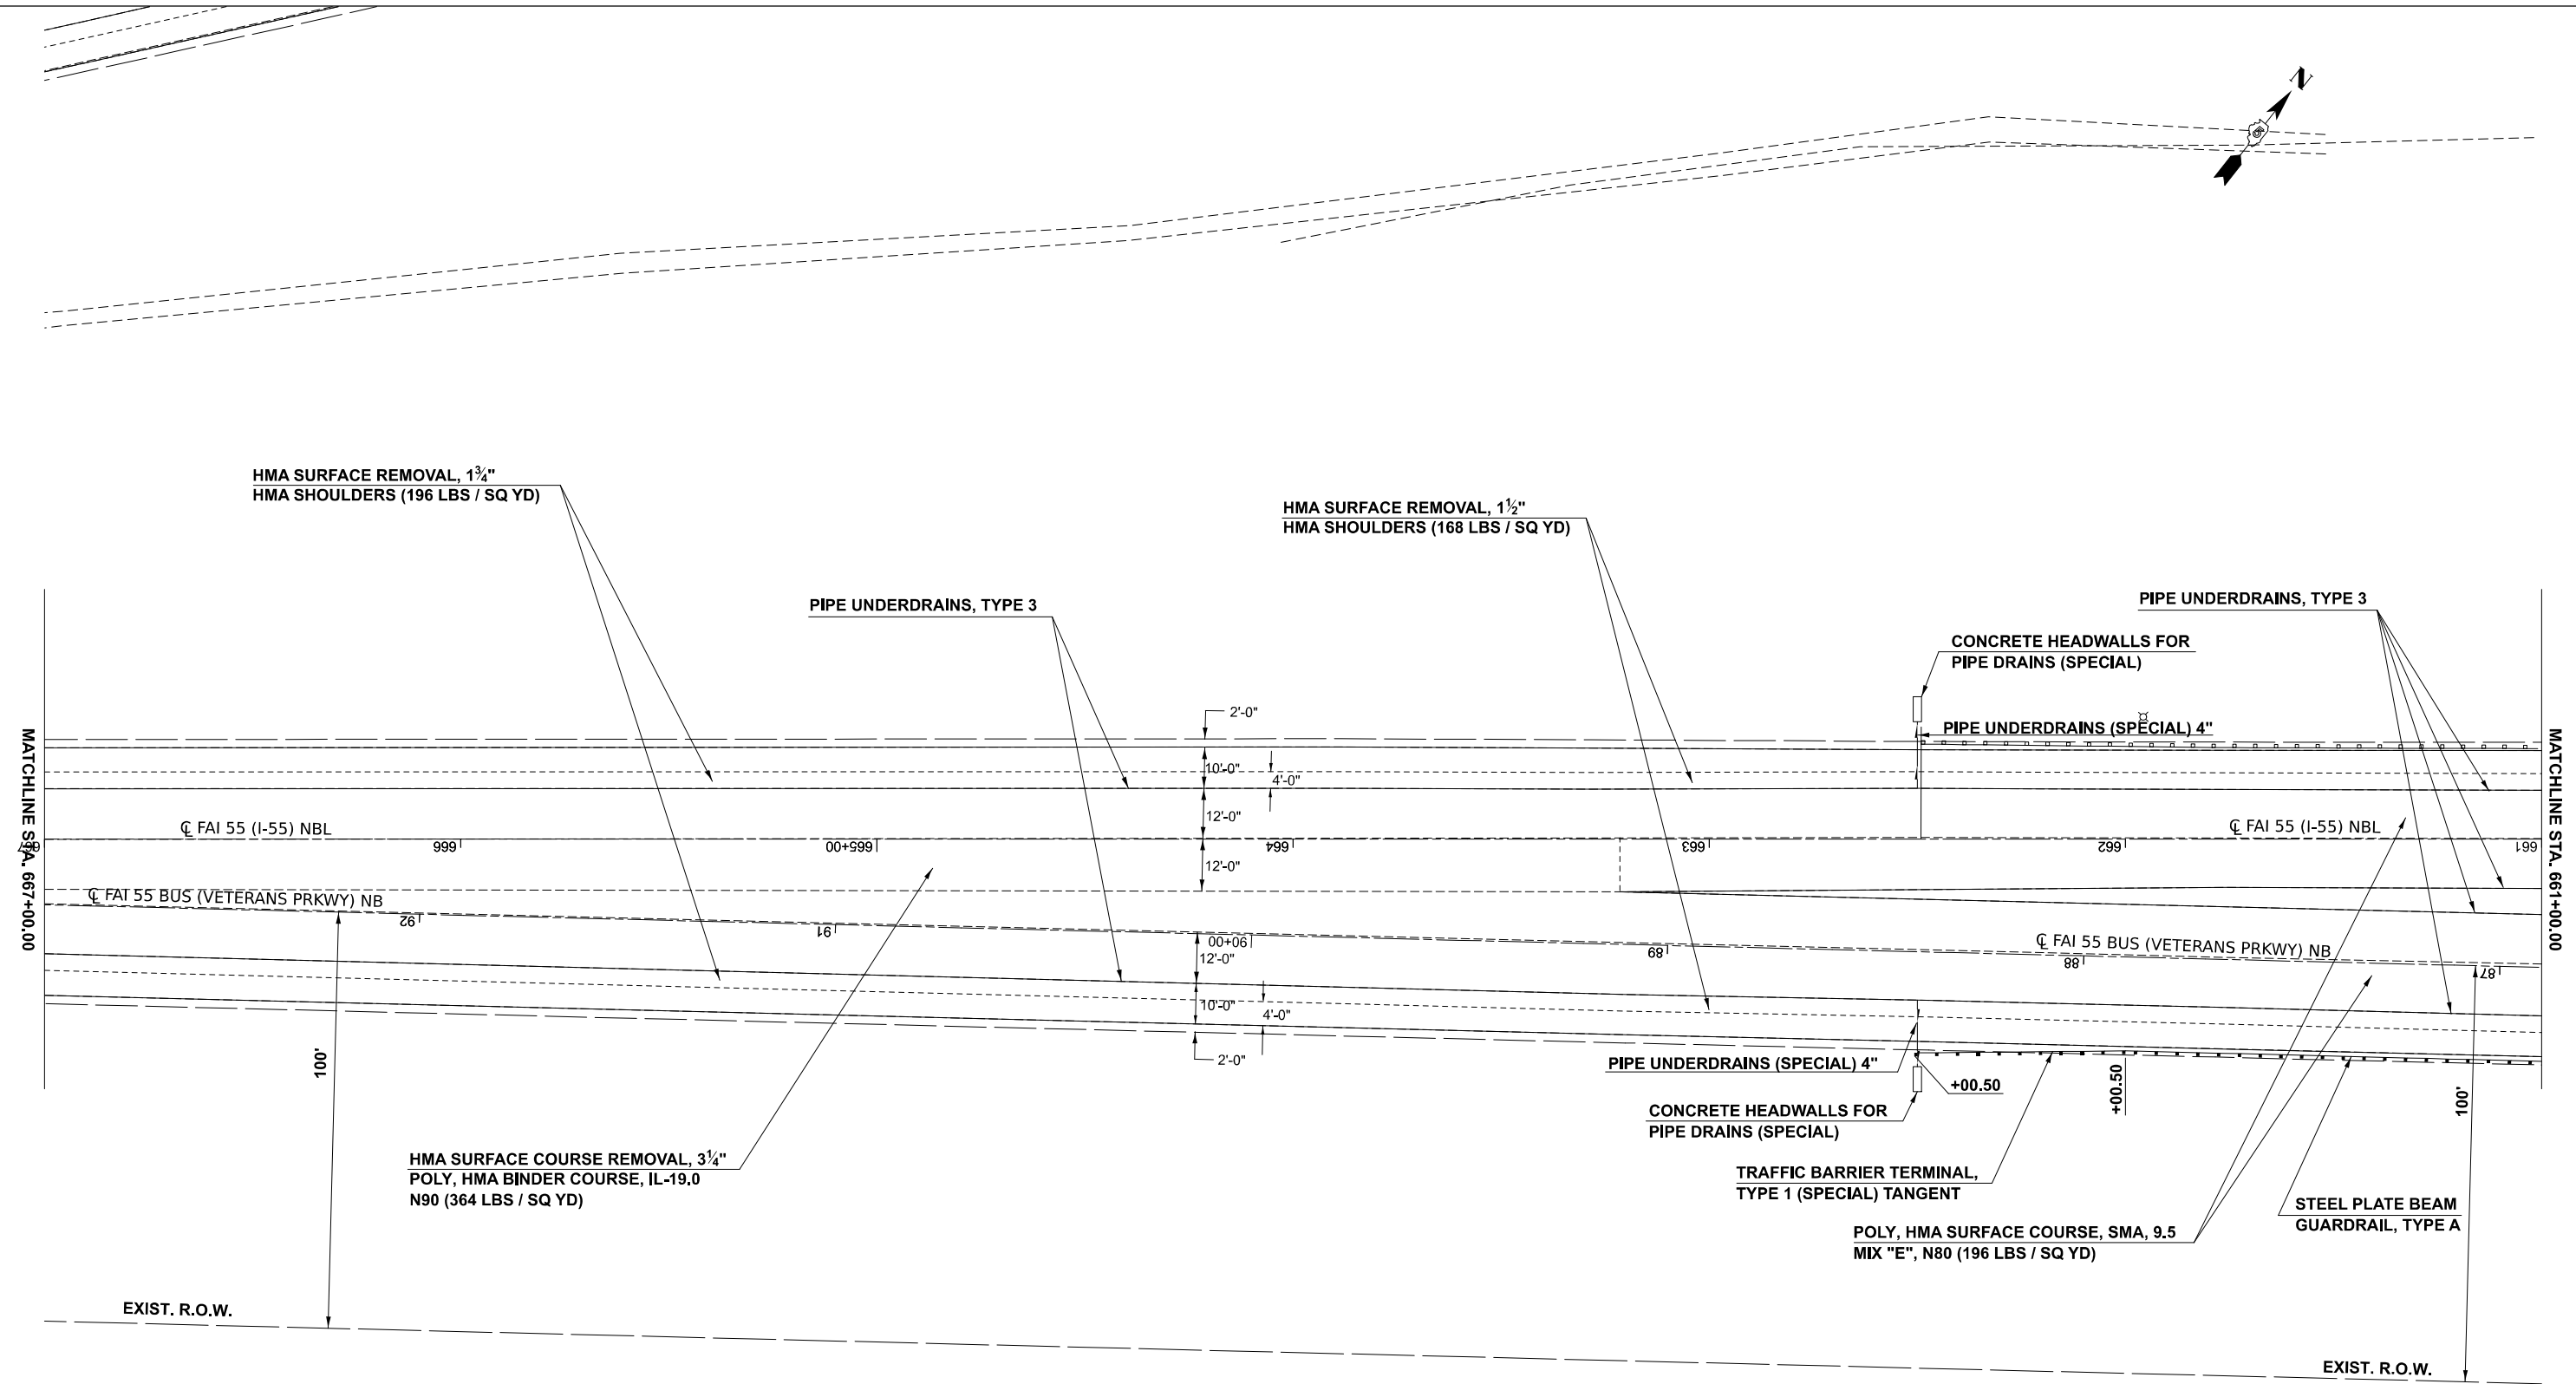 N
HMA SURFACE REMOVAL, 1¾"
HMA SHOULDERS (196 LBS / SQ YD)
HMA SURFACE REMOVAL, 1½"
HMA SHOULDERS (168 LBS / SQ YD)
PIPE UNDERDRAINS, TYPE 3
PIPE UNDERDRAINS, TYPE 3
CONCRETE HEADWALLS FOR
PIPE DRAINS (SPECIAL)
2'-0"
PIPE UNDERDRAINS (SPECIAL) 4"
MATCHLINE STA. 667+00.00
MATCHLINE STA. 661+00.00
10'-0"
4'-0"
12'-0"
℄ FAI 55 (I-55) NBL
℄ FAI 55 (I-55) NBL
667
666
665+00
664
663
662
661
12'-0"
℄ FAI 55 BUS (VETERANS PRKWY) NB
92
91
90+00
89
88
87
℄ FAI 55 BUS (VETERANS PRKWY) NB
12'-0"
10'-0"
4'-0"
2'-0"
100'
PIPE UNDERDRAINS (SPECIAL) 4"
+00.50
+00.50
100'
CONCRETE HEADWALLS FOR
PIPE DRAINS (SPECIAL)
HMA SURFACE COURSE REMOVAL, 3¼"
POLY, HMA BINDER COURSE, IL-19.0
N90 (364 LBS / SQ YD)
TRAFFIC BARRIER TERMINAL,
TYPE 1 (SPECIAL) TANGENT
STEEL PLATE BEAM
GUARDRAIL, TYPE A
POLY, HMA SURFACE COURSE, SMA, 9.5
MIX "E", N80 (196 LBS / SQ YD)
EXIST. R.O.W.
EXIST. R.O.W.